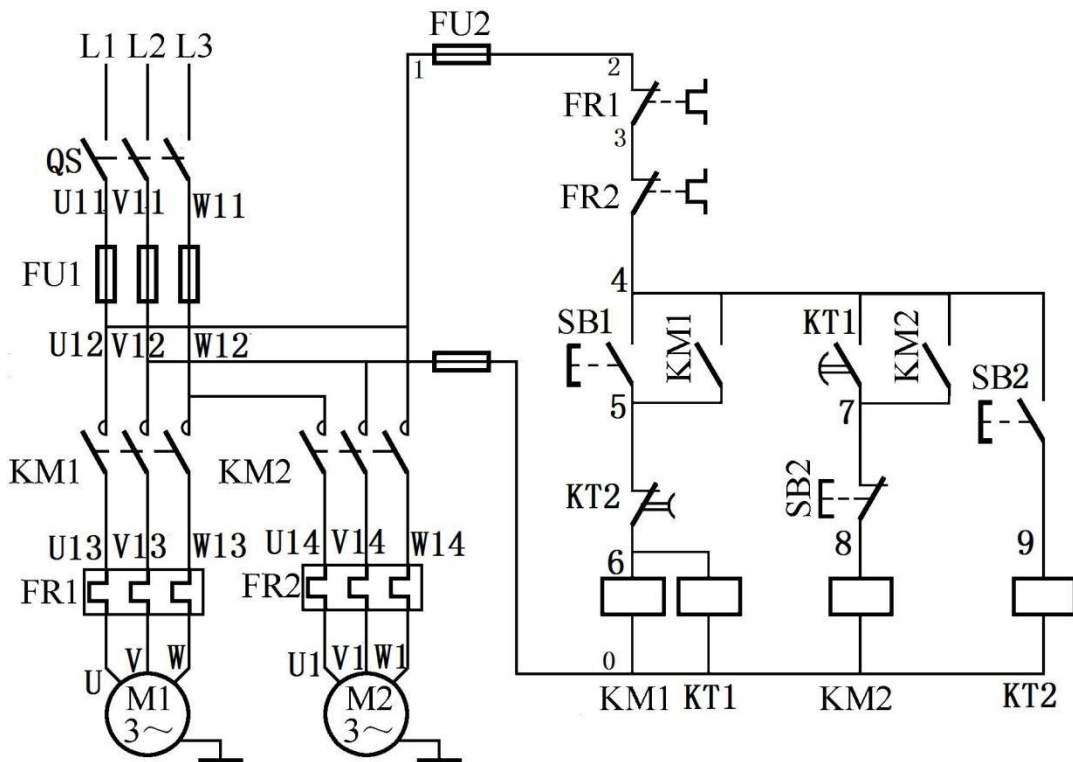 FU2
L1 L2 L3
1
2
FR1
3
QS
U11 V11 W11
FR2
FU1
4
SB1
KM1
KT1
KM2
U12 V12 W12
SB2
5
7
KM1
KM2
KT2
SB2
U13 V13 W13
U14 V14 W14
6
8
9
FR1
FR2
U V W
U1 V1 W1
0
M1
3~
M2
3~
KM1 KT1 KM2 KT2